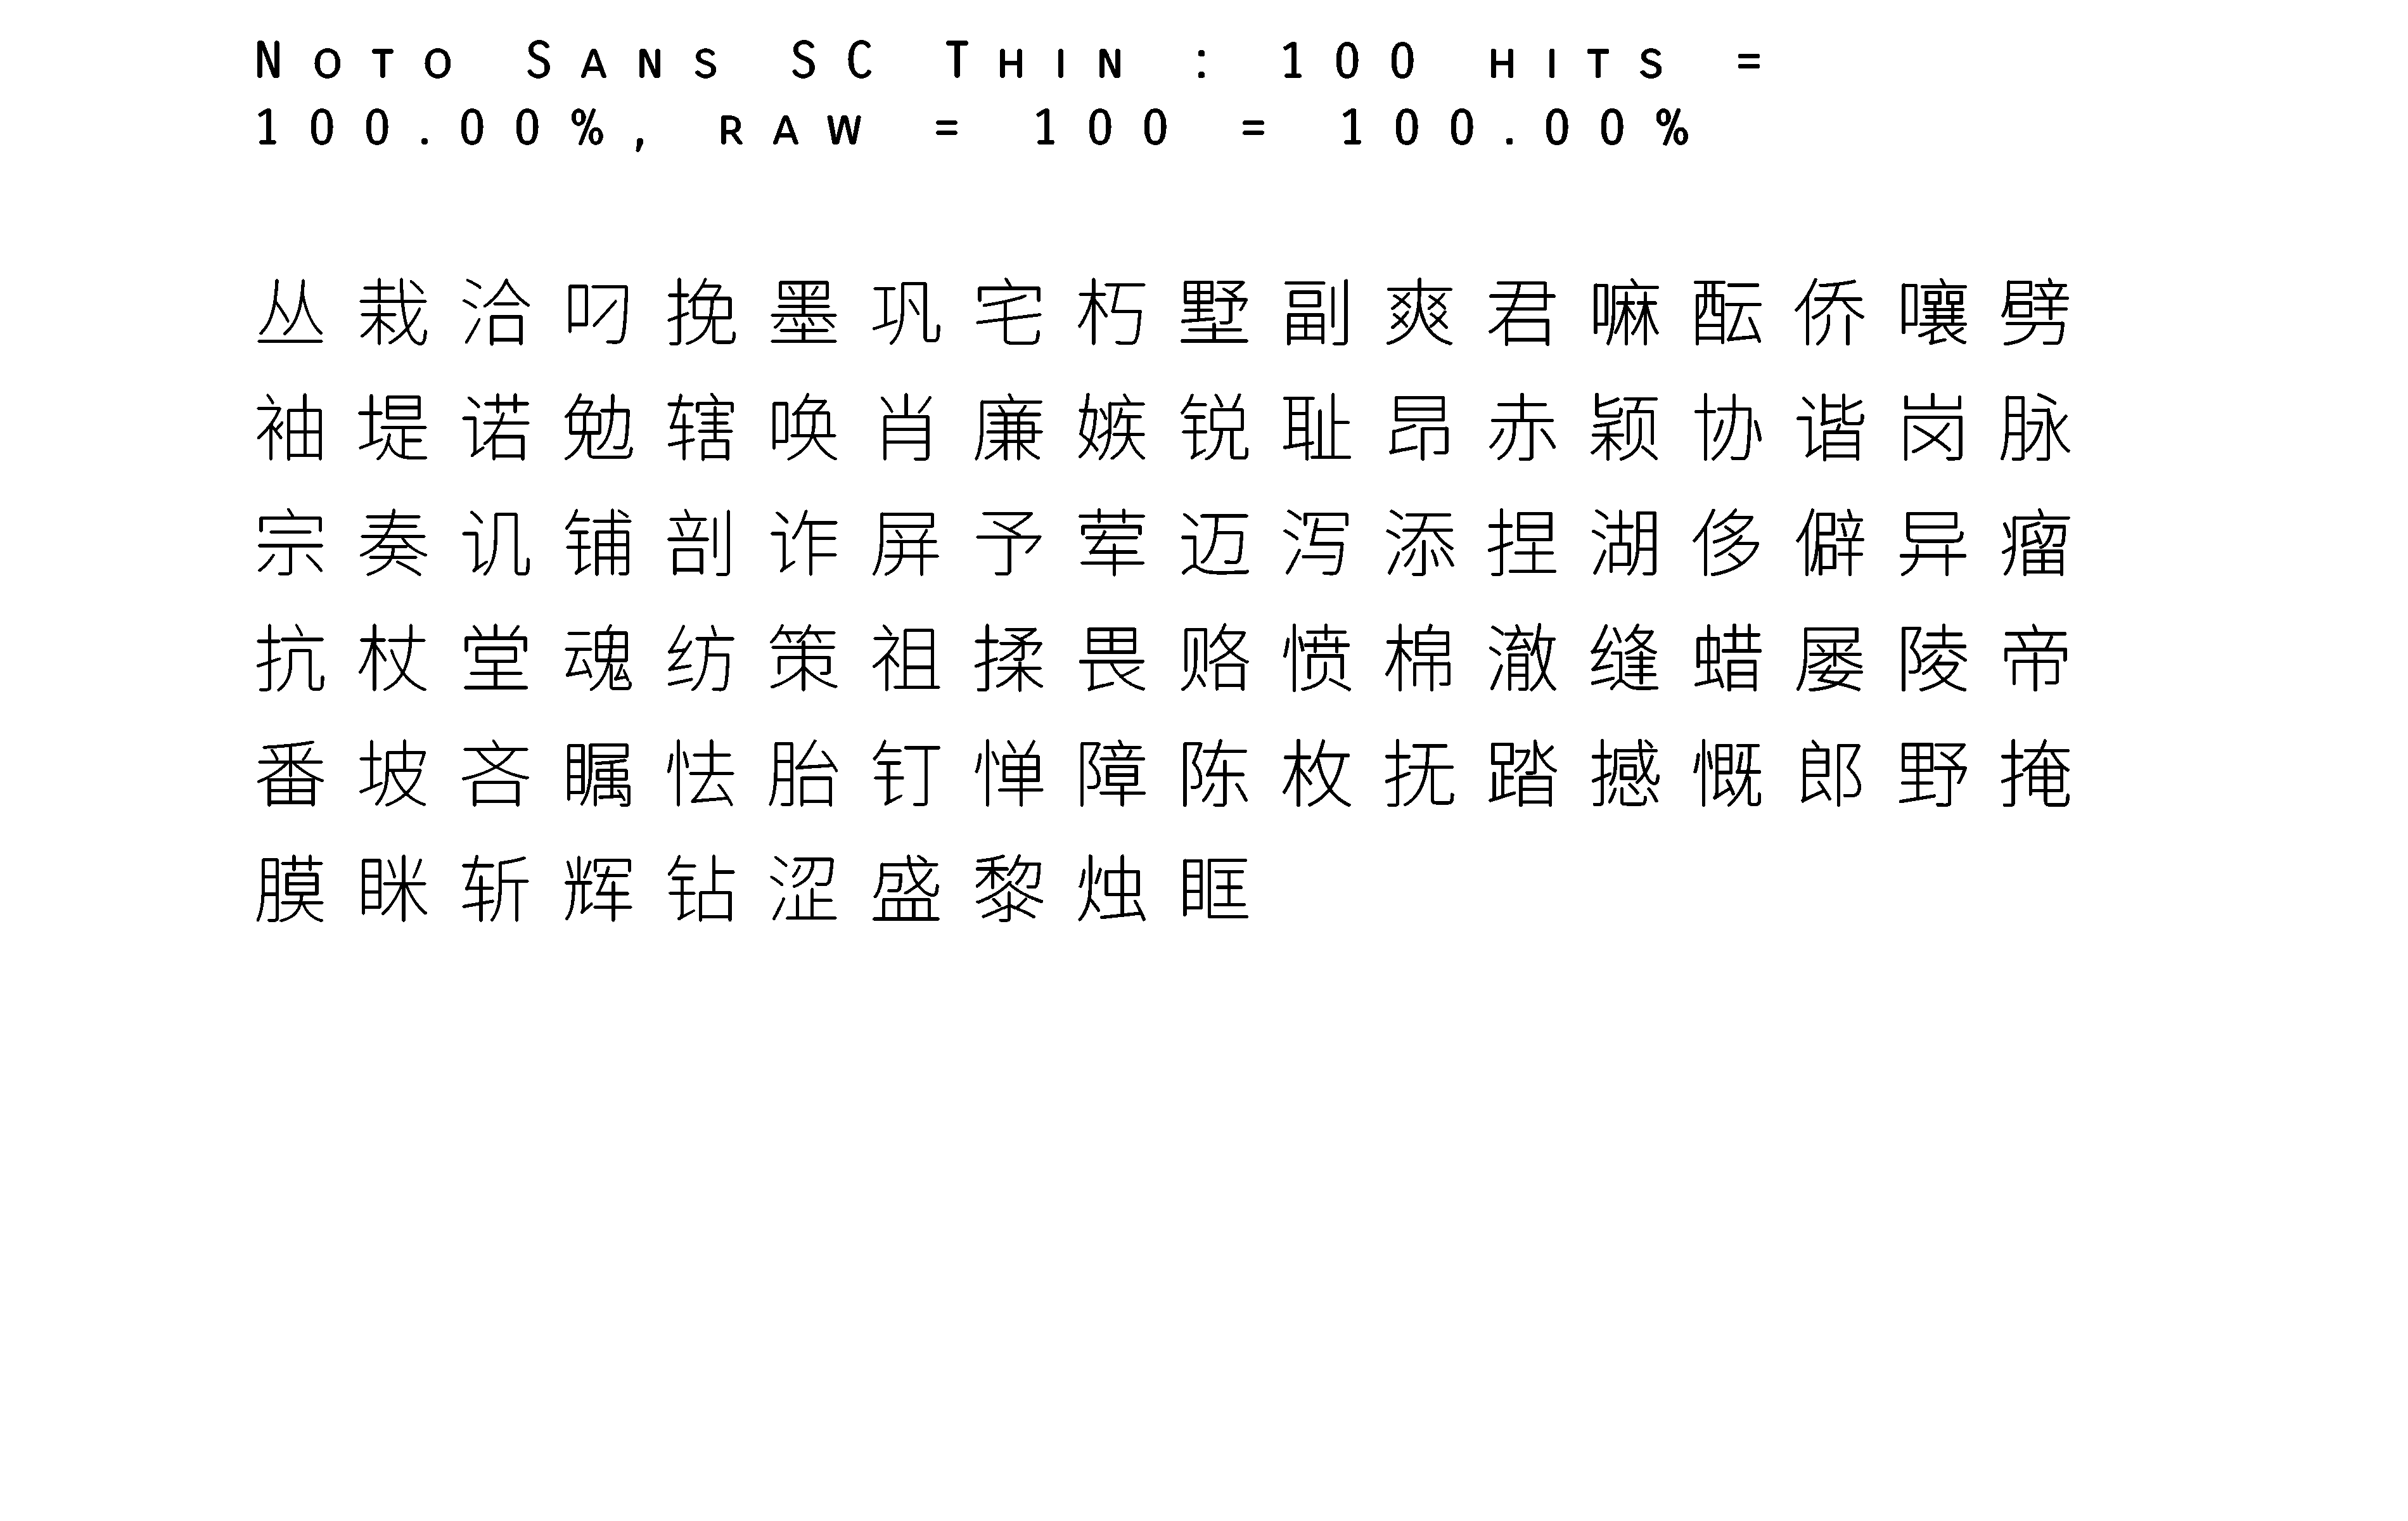 Noto Sans SC Thin : 100 hits =
100.00%, raw = 100 = 100.00%
丛栽洽叼挽墨巩宅朽墅副爽君嘛酝侨嚷劈
袖堤诺勉辖唤肖廉嫉锐耻昂赤颖协谐岗脉
宗奏讥铺剖诈屏予荤迈泻添捏湖侈僻异瘤
抗杖堂魂纺策祖揉畏赂愤棉澈缝蜡屡陵帝
番坡吝瞩怯胎钉惮障陈枚抚踏撼慨郎野掩
膜眯斩辉钻涩盛黎烛眶